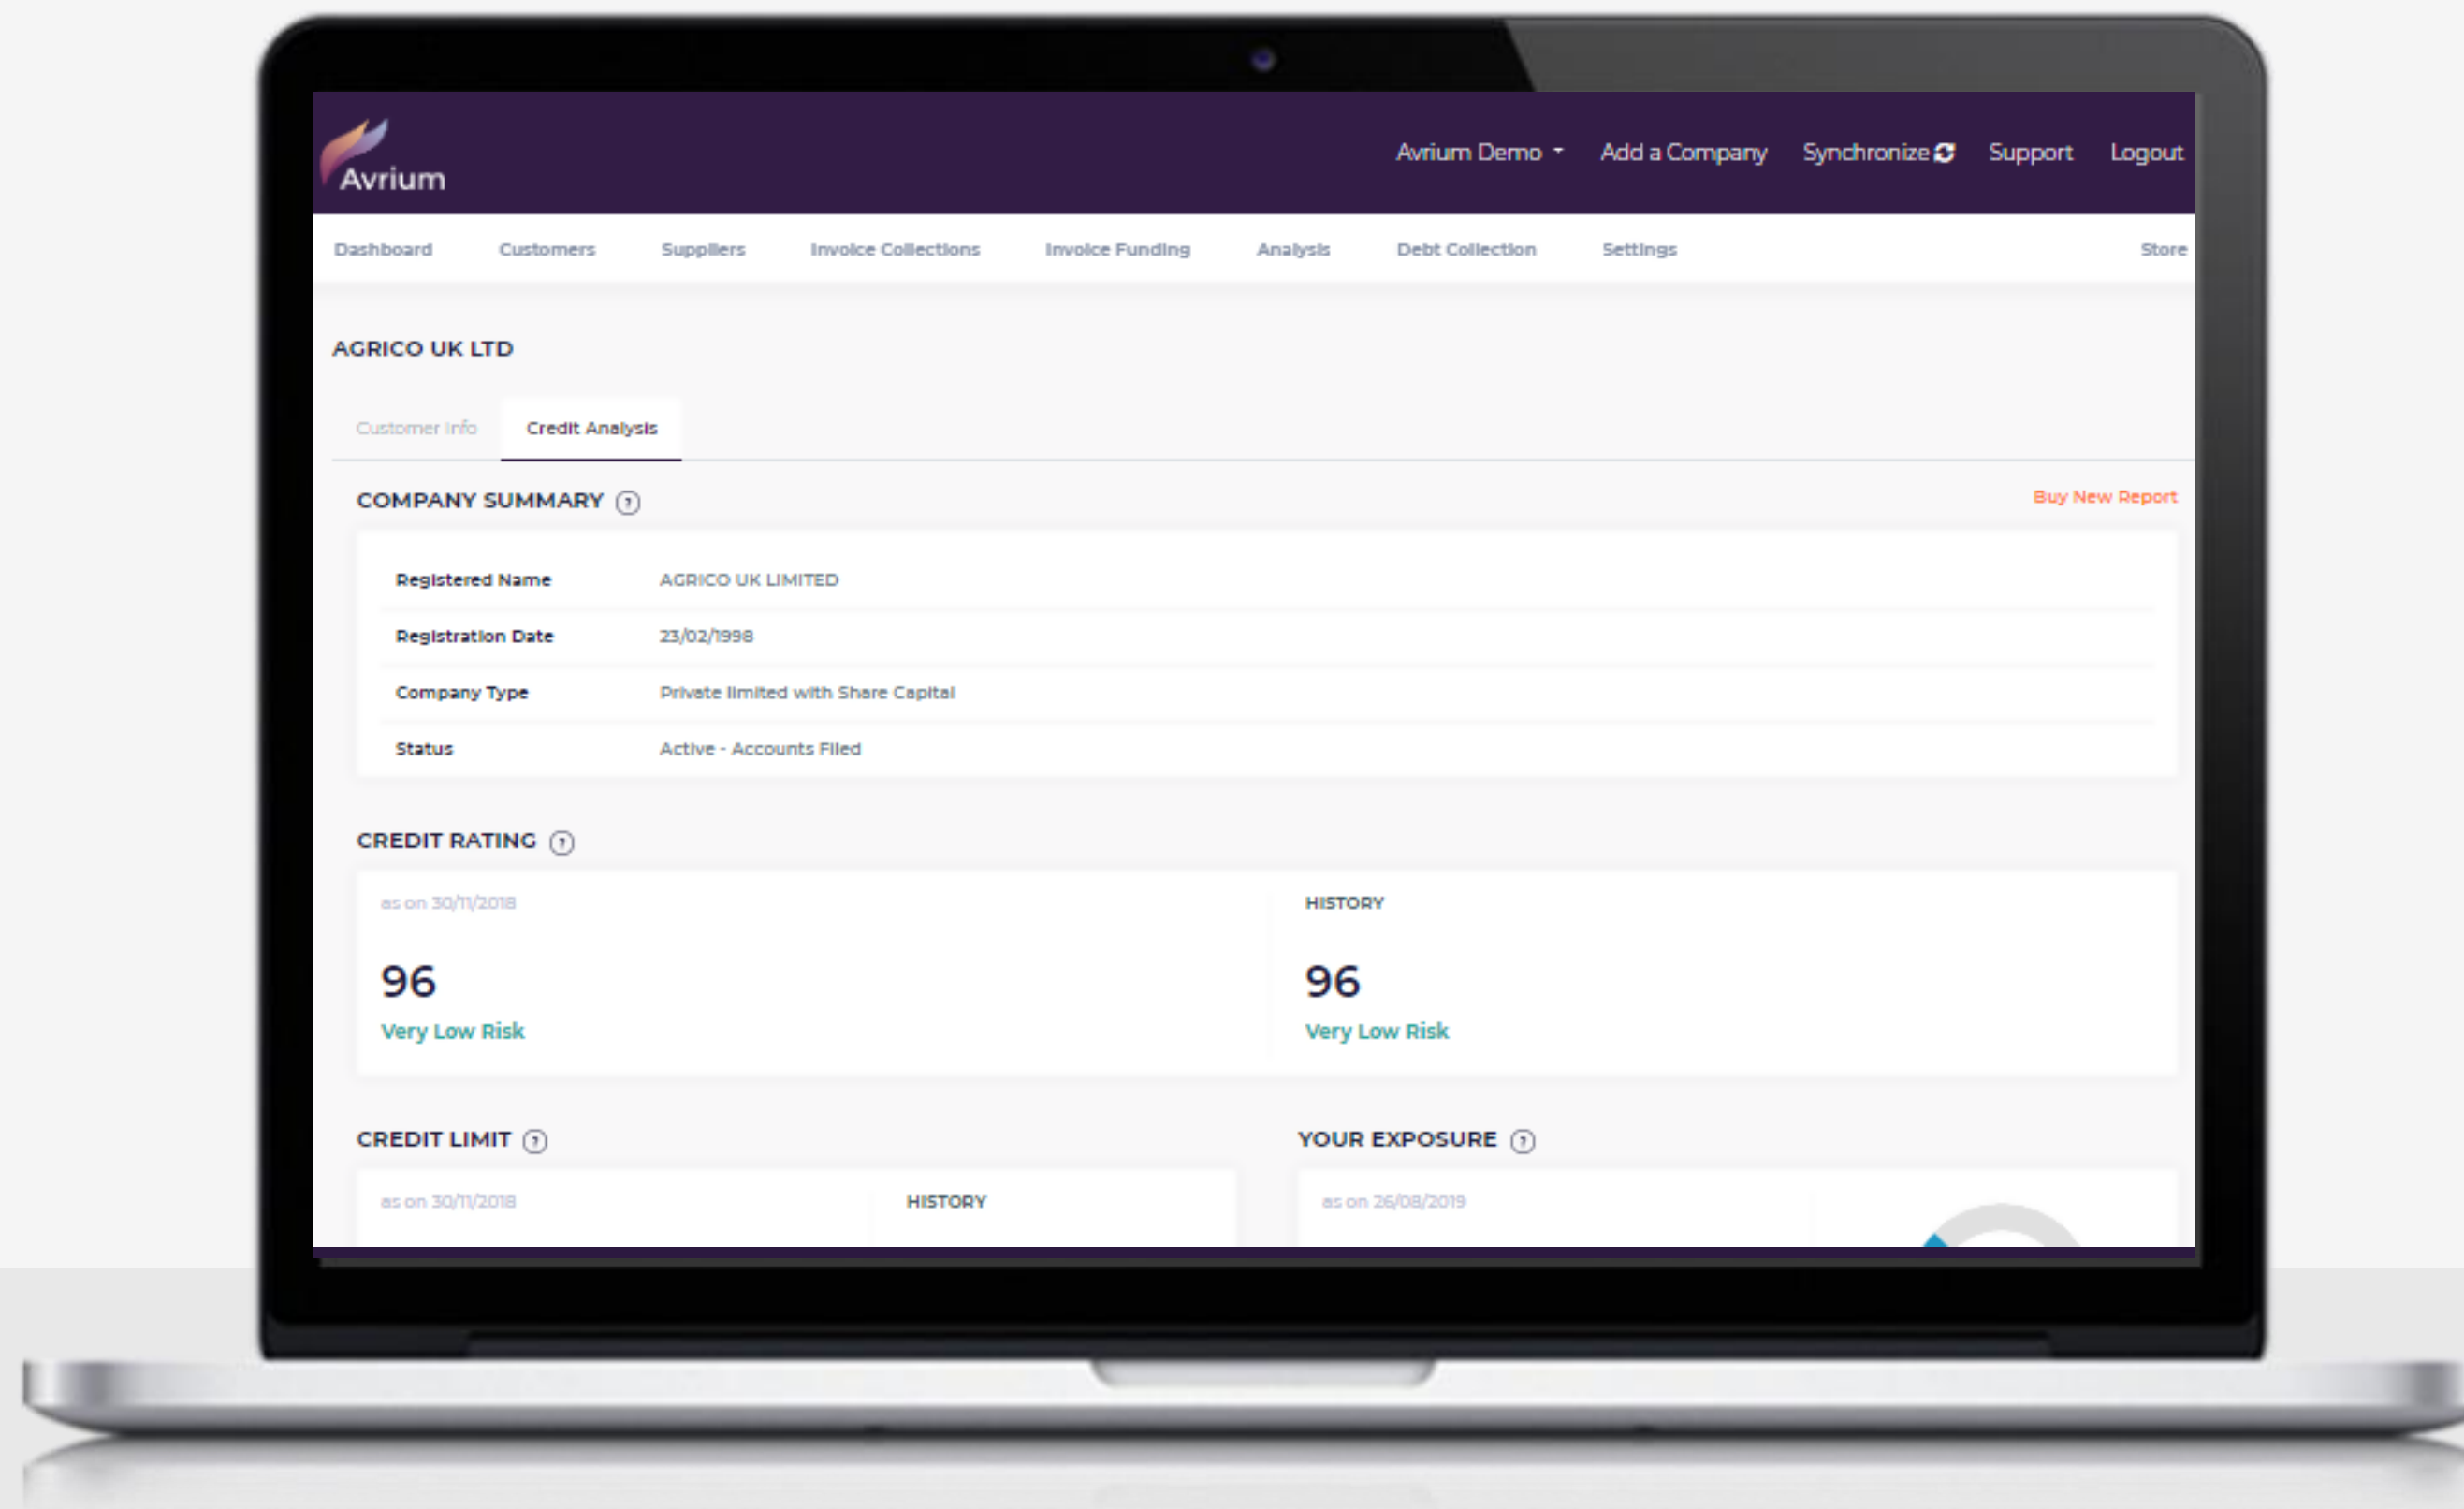 Avrium
Avrium Demo Add a Company Synchronize Support Logout
Dashboard Customers Suppliers Invoice Collections Invoice Funding Analysis Debt Collection Settings Store
AGRICO UK LTD
Customer Info Credit Analysis
COMPANY SUMMARY ?
Buy New Report
Registered Name AGRICO UK LIMITED
Registration Date 23/02/1998
Company Type Private limited with Share Capital
Status Active - Accounts Filed
CREDIT RATING ?
as on 30/11/2018
96
Very Low Risk
HISTORY
96
Very Low Risk
CREDIT LIMIT ?
as on 30/11/2018
HISTORY
YOUR EXPOSURE ?
as on 26/08/2019